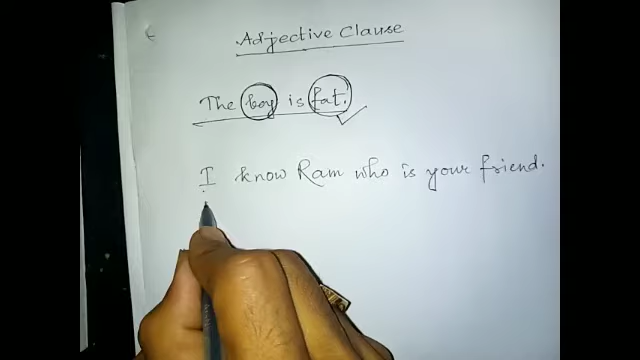 Adjective Clause
The boy is fat.
I know Ram who is your friend.